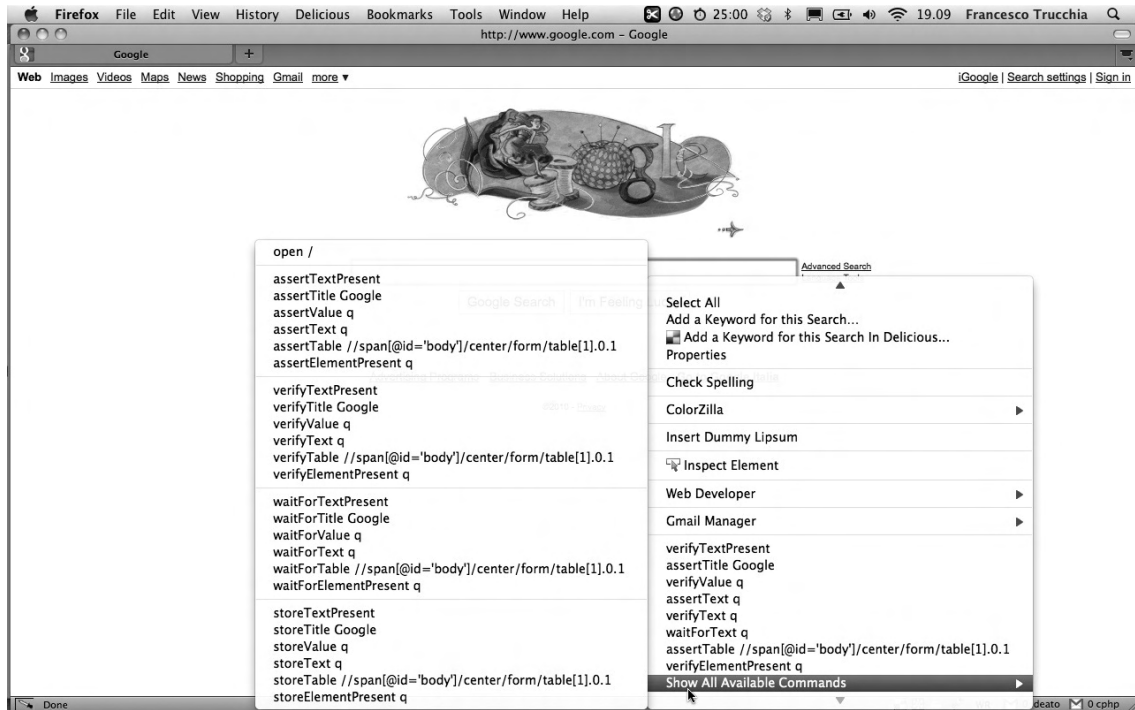 Firefox File Edit View History Delicious Bookmarks Tools Window Help 25:00 19.09 Francesco Trucchia
http://www.google.com – Google
Google +
Web Images Videos Maps News Shopping Gmail more ▼ iGoogle | Search settings | Sign in
Advanced Search
Google Search I'm Feeling
open /
assertTextPresent
assertTitle Google
assertValue q
assertText q
assertTable //span[@id='body']/center/form/table[1].0.1
assertElementPresent q
verifyTextPresent
verifyTitle Google
verifyValue q
verifyText q
verifyTable //span[@id='body']/center/form/table[1].0.1
verifyElementPresent q
waitForTextPresent
waitForTitle Google
waitForValue q
waitForText q
waitForTable //span[@id='body']/center/form/table[1].0.1
waitForElementPresent q
storeTextPresent
storeTitle Google
storeValue q
storeText q
storeTable //span[@id='body']/center/form/table[1].0.1
storeElementPresent q
Select All
Add a Keyword for this Search...
Add a Keyword for this Search In Delicious...
Properties
Check Spelling
ColorZilla
Insert Dummy Lipsum
Inspect Element
Web Developer
Gmail Manager
verifyTextPresent
assertTitle Google
verifyValue q
assertText q
verifyText q
waitForText q
assertTable //span[@id='body']/center/form/table[1].0.1
verifyElementPresent q
Show All Available Commands
Done deato 0 cphp